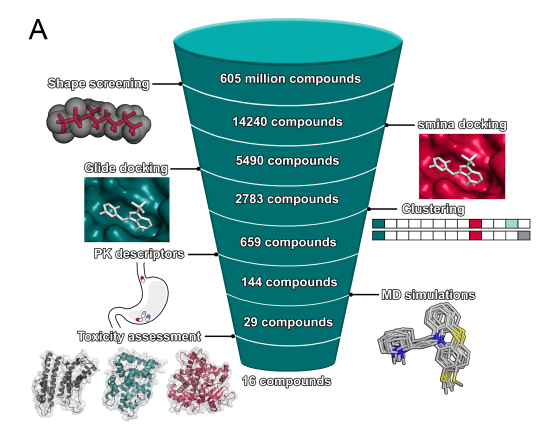 A
Shape screening
605 million compounds
14240 compounds
smina docking
5490 compounds
Glide docking
2783 compounds
Clustering
659 compounds
PK descriptors
144 compounds
MD simulations
29 compounds
Toxicity assessment
16 compounds